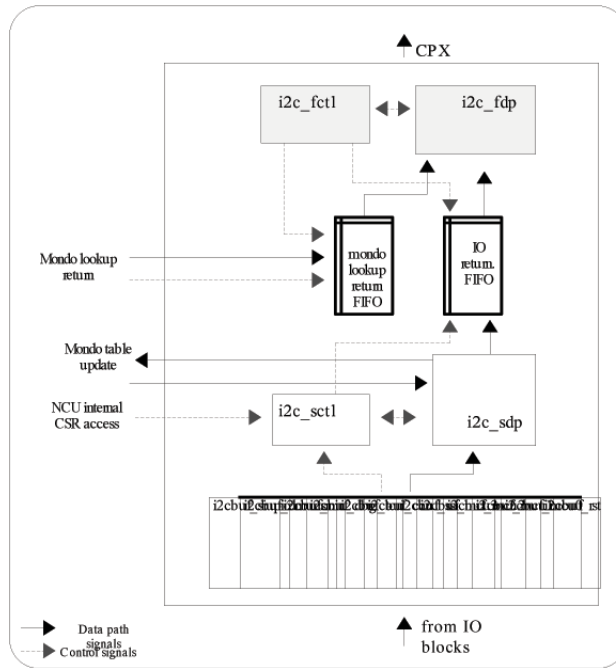 CPX
i2c_fctl
i2c_fdp
mondo
lookup
return
FIFO
IO
return.
FIFO
Mondo lookup
return
Mondo table
update
NCU internal
CSR access
i2c_sctl
i2c_sdp
from IO
blocks
Data path
signals
Control signals